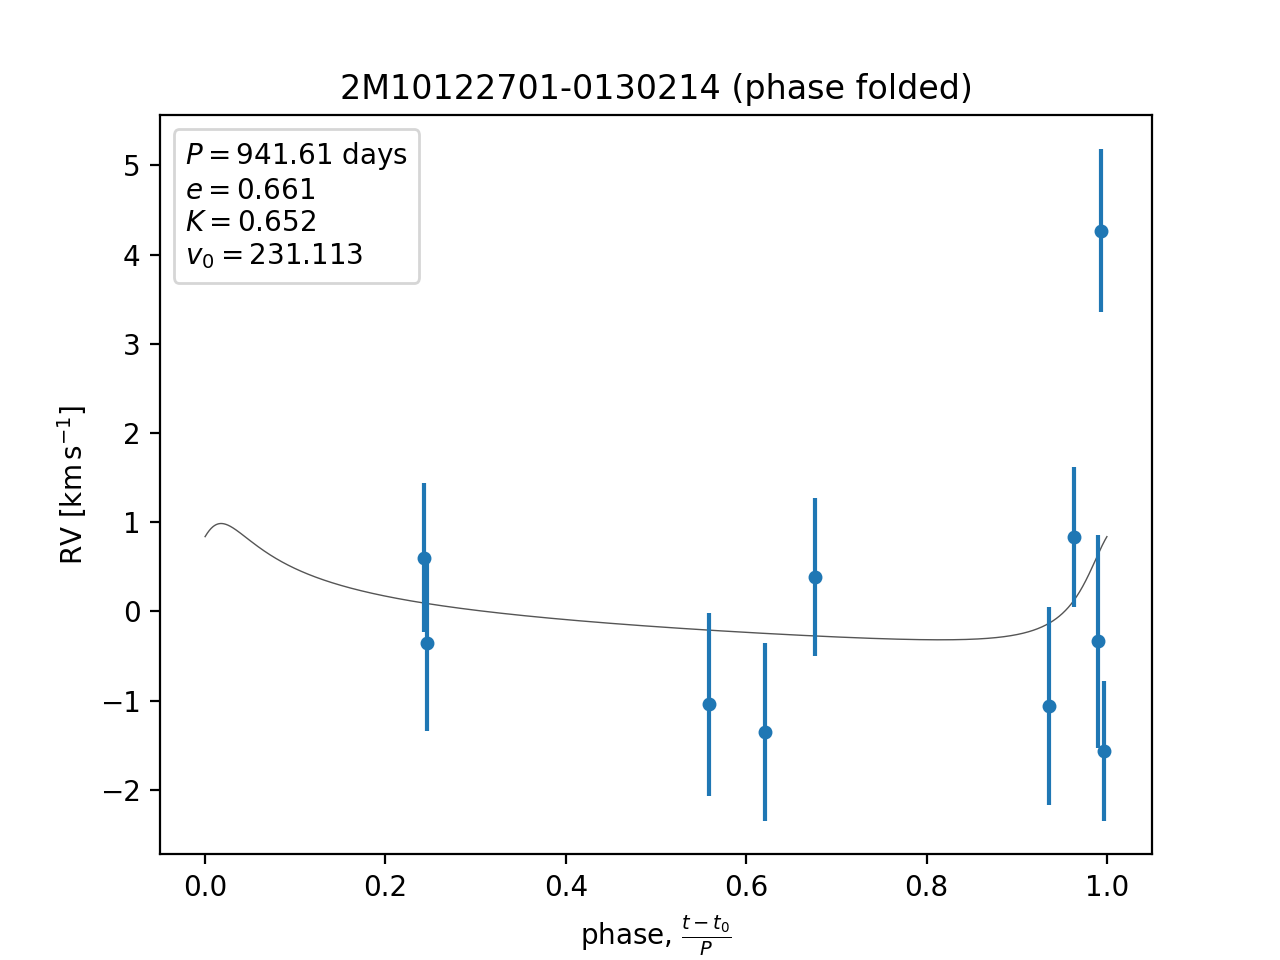 2M10122701-0130214 (phase folded)
P = 941.61 days
e = 0.661
K = 0.652
v₀ = 231.113
5
4
3
2
1
0
−1
−2
RV [km s⁻¹]
0.0 0.2 0.4 0.6 0.8 1.0
phase, (t − t₀)/P